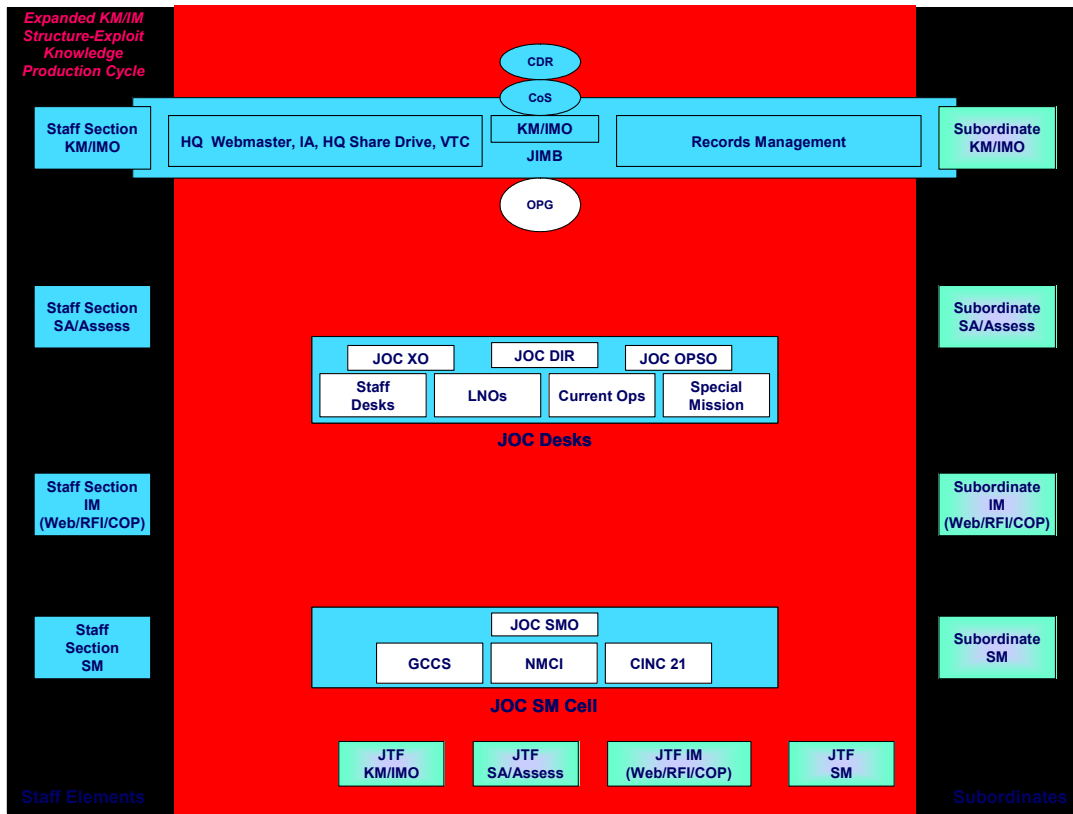 Expanded KM/IM
Structure-Exploit
Knowledge
Production Cycle
CDR
CoS
Staff Section
KM/IMO
HQ  Webmaster, IA, HQ Share Drive, VTC
KM/IMO
JIMB
Records Management
Subordinate
KM/IMO
OPG
Staff Section
SA/Assess
Subordinate
SA/Assess
JOC XO
JOC DIR
JOC OPSO
Staff
Desks
LNOs
Current Ops
Special
Mission
JOC Desks
Staff Section
IM
(Web/RFI/COP)
Subordinate
IM
(Web/RFI/COP)
Staff
Section
SM
JOC SMO
GCCS
NMCI
CINC 21
JOC SM Cell
Subordinate
SM
JTF
KM/IMO
JTF
SA/Assess
JTF IM
(Web/RFI/COP)
JTF
SM
Staff Elements
Subordinates